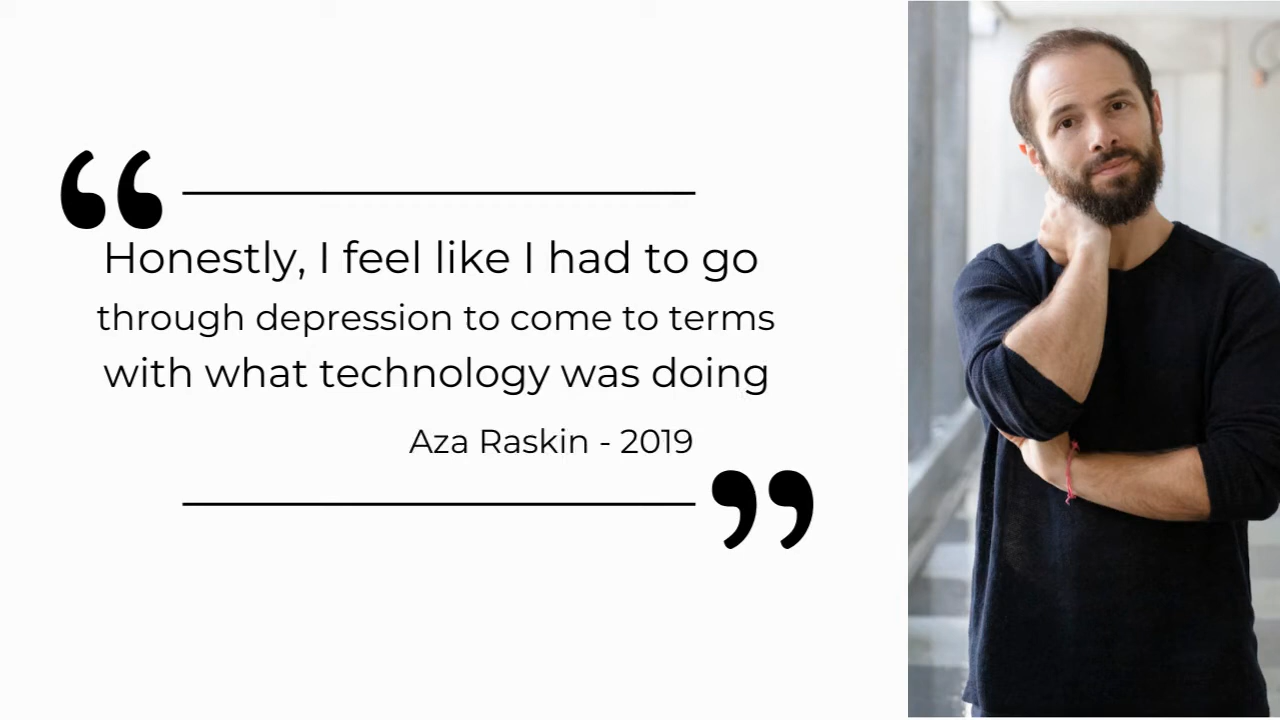 “
Honestly, I feel like I had to go
through depression to come to terms
with what technology was doing
Aza Raskin - 2019
”